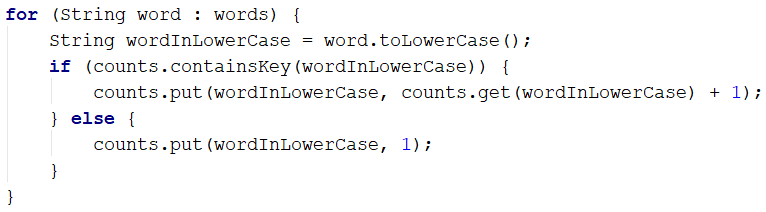 for (String word : words) {
    String wordInLowerCase = word.toLowerCase();
    if (counts.containsKey(wordInLowerCase)) {
        counts.put(wordInLowerCase, counts.get(wordInLowerCase) + 1);
    } else {
        counts.put(wordInLowerCase, 1);
    }
}